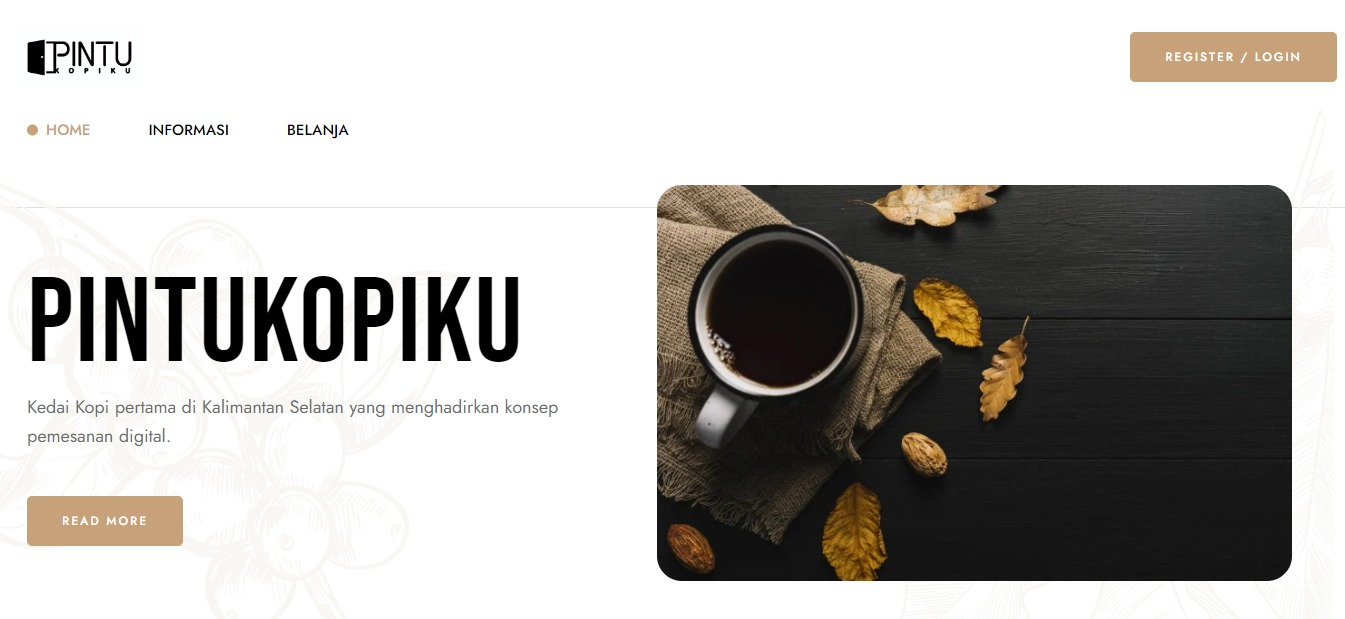 PINTU
KOPIKU
REGISTER / LOGIN
HOME
INFORMASI
BELANJA
PINTUKOPIKU
Kedai Kopi pertama di Kalimantan Selatan yang menghadirkan konsep
pemesanan digital.
READ MORE